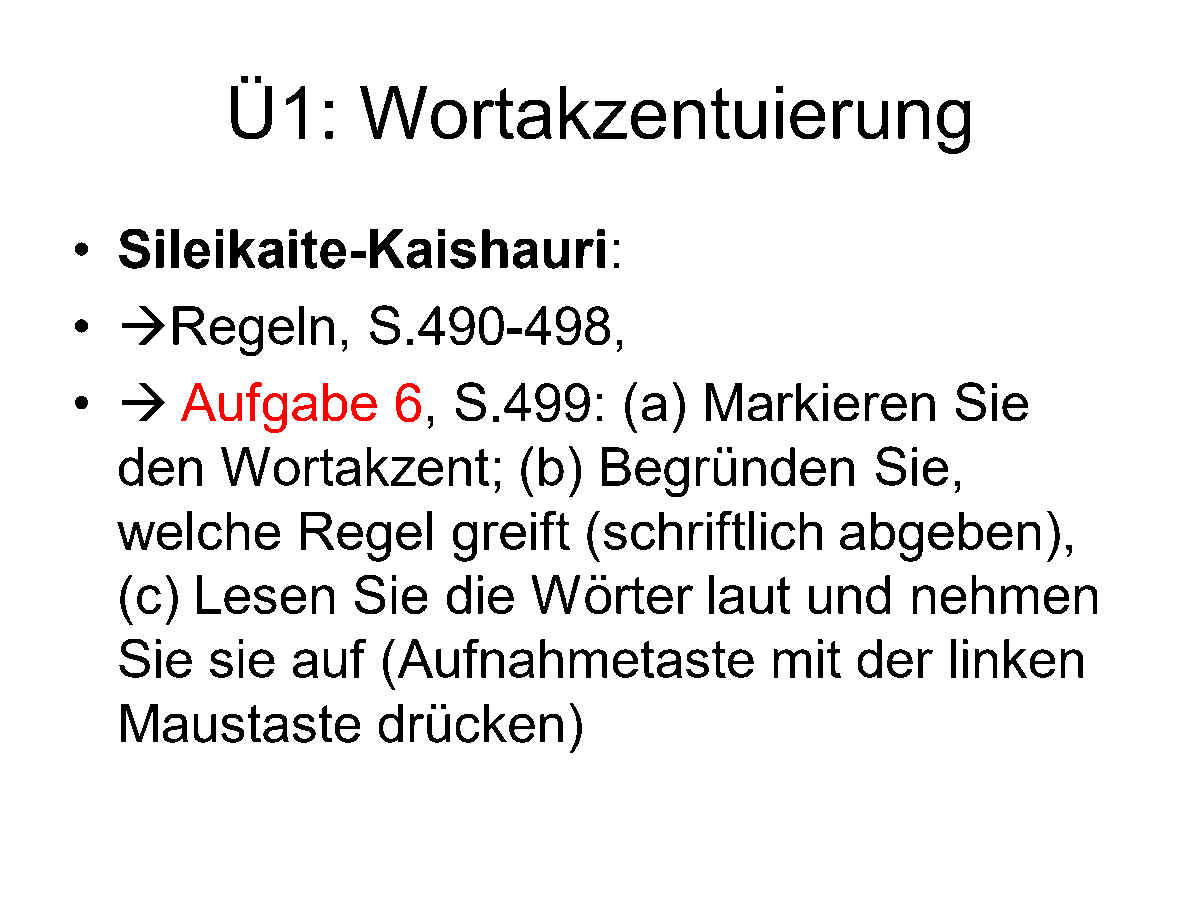 Ü1: Wortakzentuierung
• Sileikaite-Kaishauri:
• →Regeln, S.490-498,
• → Aufgabe 6, S.499: (a) Markieren Sie
den Wortakzent; (b) Begründen Sie,
welche Regel greift (schriftlich abgeben),
(c) Lesen Sie die Wörter laut und nehmen
Sie sie auf (Aufnahmetaste mit der linken
Maustaste drücken)